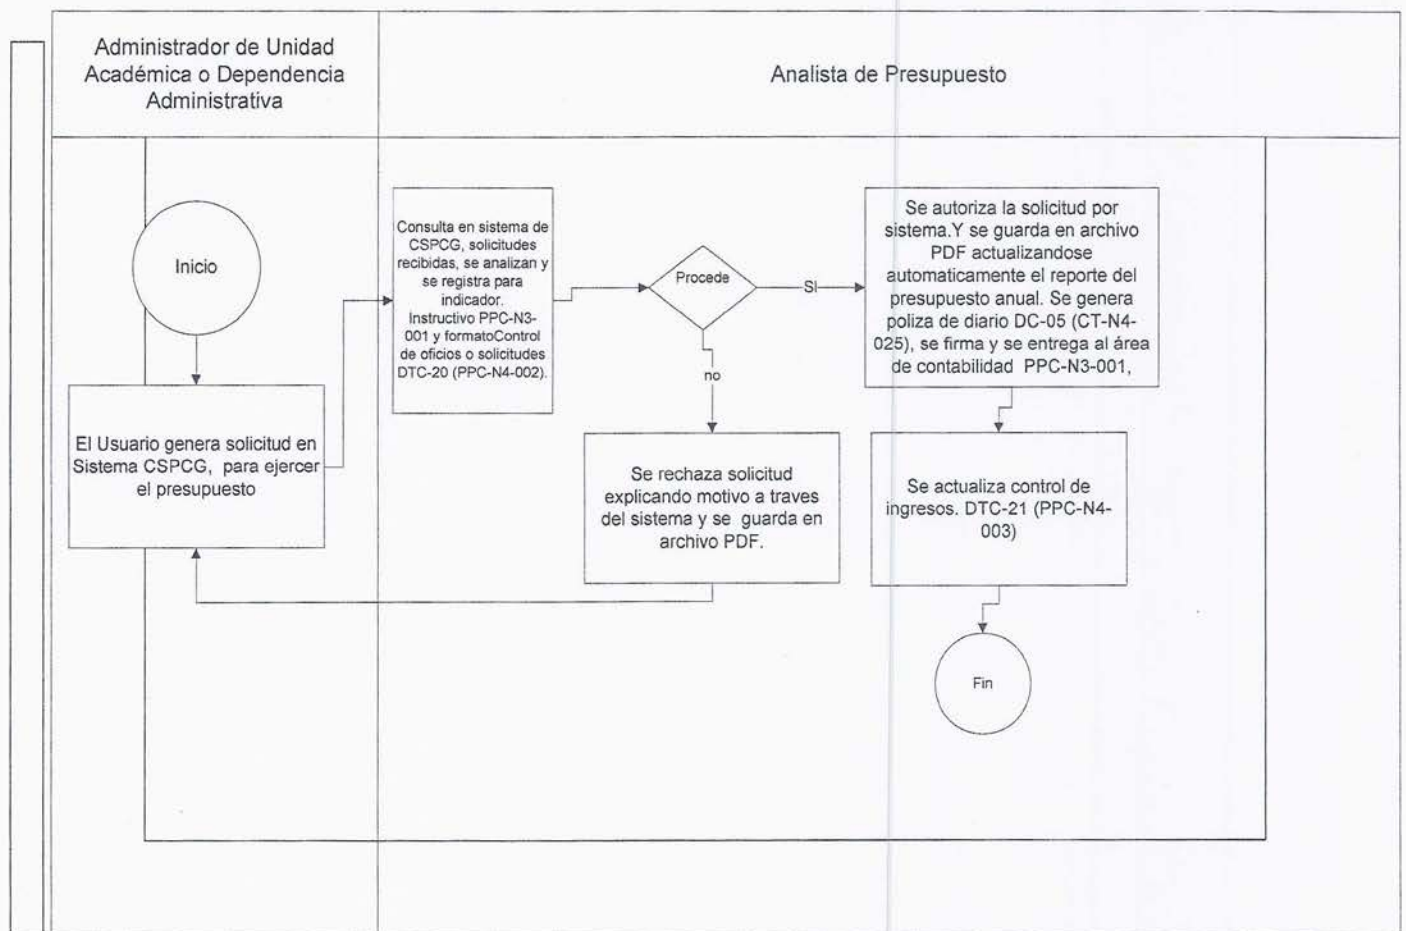 Administrador de Unidad
Académica o Dependencia
Administrativa
Analista de Presupuesto
Inicio
El Usuario genera solicitud en
Sistema CSPCG, para ejercer
el presupuesto
Consulta en sistema de
CSPCG, solicitudes
recibidas, se analizan y
se registra para
indicador.
Instructivo PPC-N3-
001 y formatoControl
de oficios o solicitudes
DTC-20 (PPC-N4-002).
Procede
SI
no
Se autoriza la solicitud por
sistema.Y se guarda en archivo
PDF actualizandose
automaticamente el reporte del
presupuesto anual. Se genera
poliza de diario DC-05 (CT-N4-
025), se firma y se entrega al área
de contabilidad PPC-N3-001,
Se rechaza solicitud
explicando motivo a traves
del sistema y se guarda en
archivo PDF.
Se actualiza control de
ingresos. DTC-21 (PPC-N4-
003)
Fin